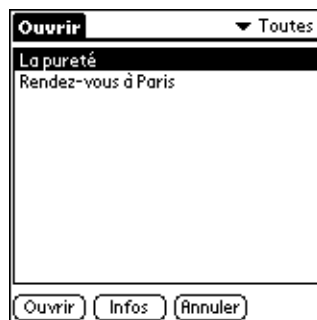 Ouvrir Toutes
La pureté
Rendez-vous à Paris
Ouvrir Infos Annuler